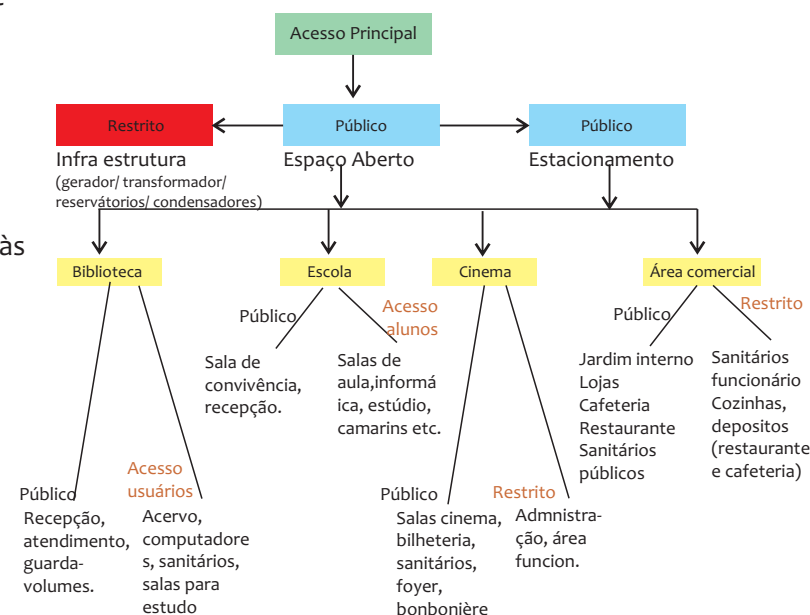 Acesso Principal
Restrito
Público
Público
Infra estrutura
(gerador/ transformador/
reservátorios/ condensadores)
Espaço Aberto
Estacionamento
às
Biblioteca
Escola
Cinema
Área comercial
Público
Sala de
convivência,
recepção.
Acesso
alunos
Salas de
aula,informá
ica, estúdio,
camarins etc.
Público
Jardim interno
Lojas
Cafeteria
Restaurante
Sanitários
públicos
Restrito
Sanitários
funcionário
Cozinhas,
depositos
(restaurante
e cafeteria)
Público
Recepção,
atendimento,
guarda-
volumes.
Acesso
usuários
Acervo,
computadore
s, sanitários,
salas para
estudo
Público
Salas cinema,
bilheteria,
sanitários,
foyer,
bonbonière
Restrito
Admnistra-
ção, área
funcion.